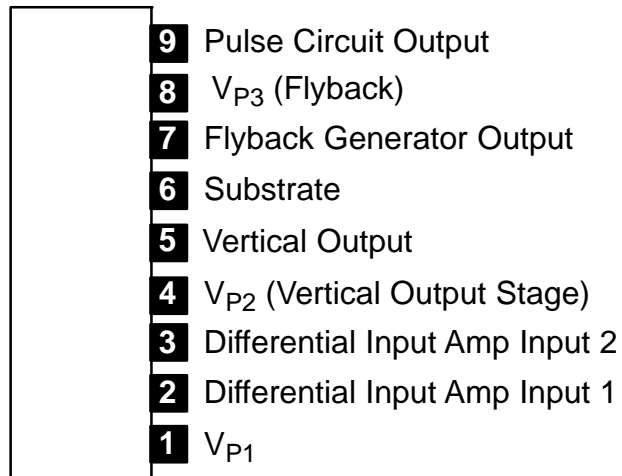 9 Pulse Circuit Output
8 VP3 (Flyback)
7 Flyback Generator Output
6 Substrate
5 Vertical Output
4 VP2 (Vertical Output Stage)
3 Differential Input Amp Input 2
2 Differential Input Amp Input 1
1 VP1